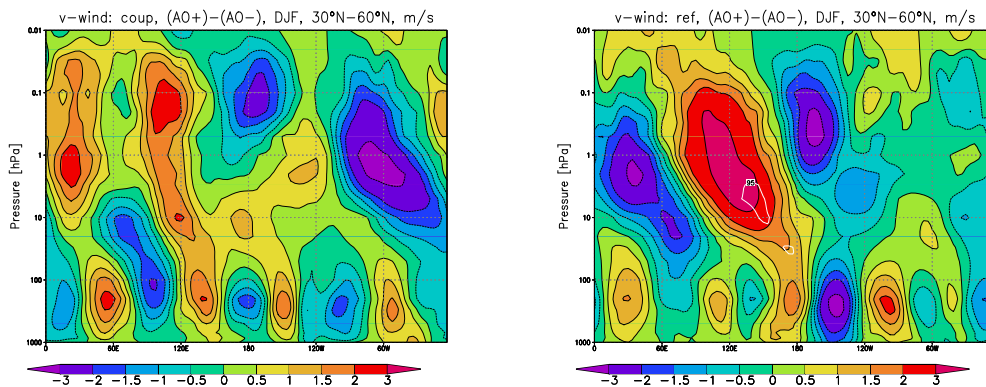 v-wind: coup, (AO+)-(AO-), DJF, 30°N-60°N, m/s
Pressure [hPa]
0.01
0.1
1
10
100
1000
0 60E 120E 180 120W 60W
-3 -2 -1.5 -1 -0.5 0 0.5 1 1.5 2 3
v-wind: ref, (AO+)-(AO-), DJF, 30°N-60°N, m/s
Pressure [hPa]
0.01
0.1
1
10
100
1000
95
0 60E 120E 180 120W 60W
-3 -2 -1.5 -1 -0.5 0 0.5 1 1.5 2 3